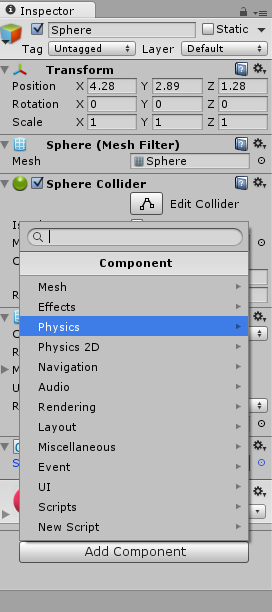 Inspector
Sphere Static
Tag Untagged Layer Default
Transform
Position X 4.28 Y 2.89 Z 1.28
Rotation X 0 Y 0 Z 0
Scale X 1 Y 1 Z 1
Sphere (Mesh Filter)
Mesh Sphere
Sphere Collider
Edit Collider
Component
Mesh
Effects
Physics
Physics 2D
Navigation
Audio
Rendering
Layout
Miscellaneous
Event
UI
Scripts
New Script
Add Component